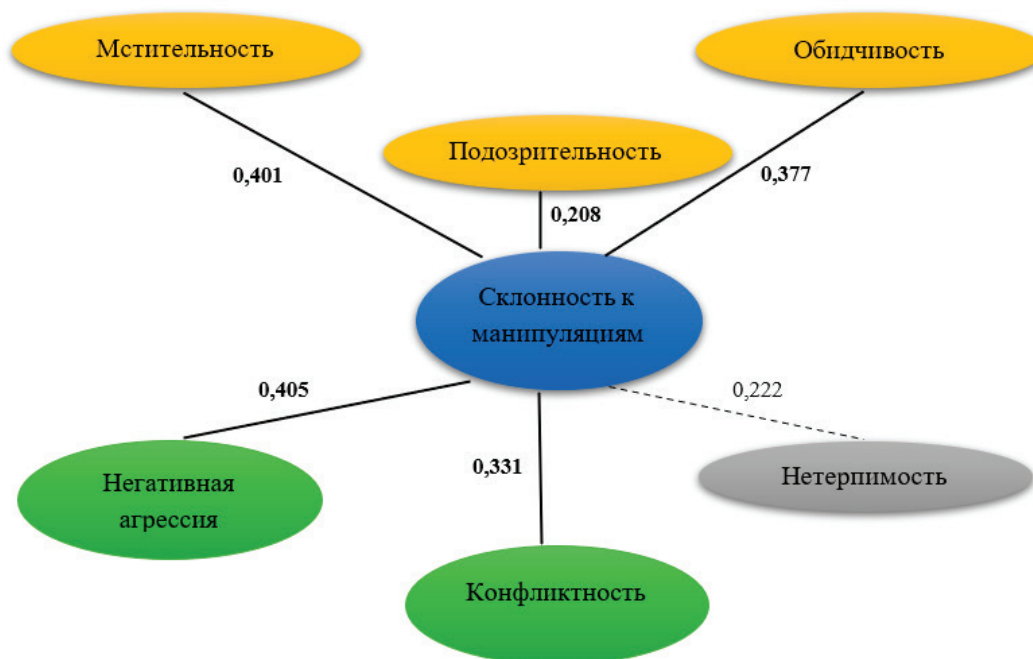 Мстительность
Обидчивость
Подозрительность
0,401
0,377
0,208
Склонность к
манипуляциям
0,405
0,222
0,331
Негативная
агрессия
Нетерпимость
Конфликтность